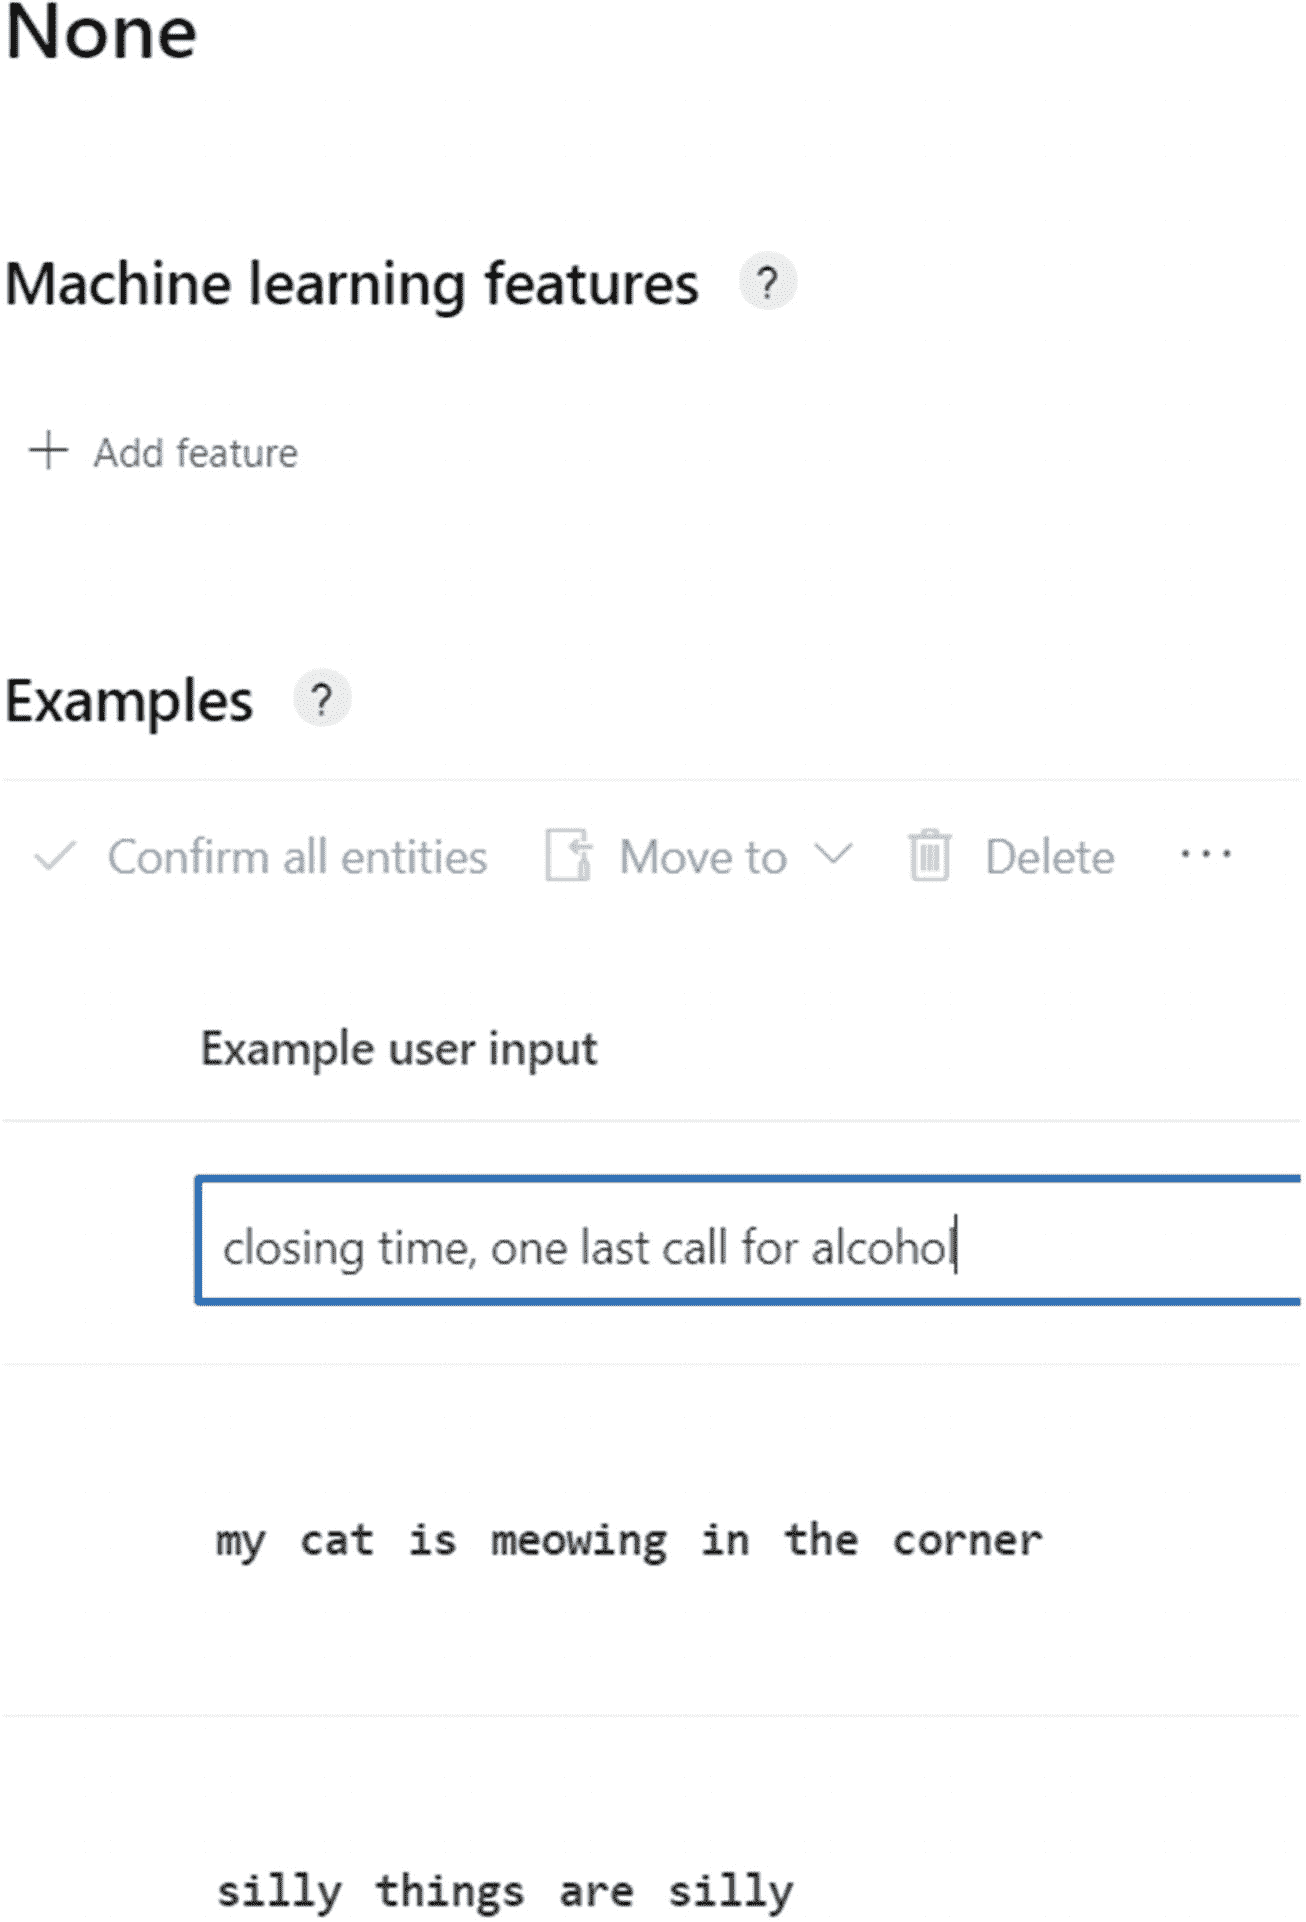 None
Machine learning features ?
+ Add feature
Examples ?
Confirm all entities Move to Delete ...
Example user input
closing time, one last call for alcohol
my cat is meowing in the corner
silly things are silly